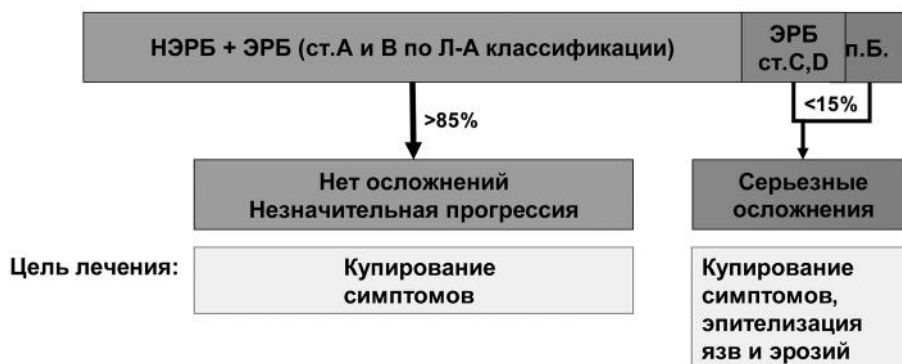 НЭРБ + ЭРБ (ст.А и В по Л-А классификации)
ЭРБ
ст.C,D
п.Б.
>85%
<15%
Нет осложнений
Незначительная прогрессия
Серьезные
осложнения
Цель лечения:
Купирование
симптомов
Купирование
симптомов,
эпителизация
язв и эрозий